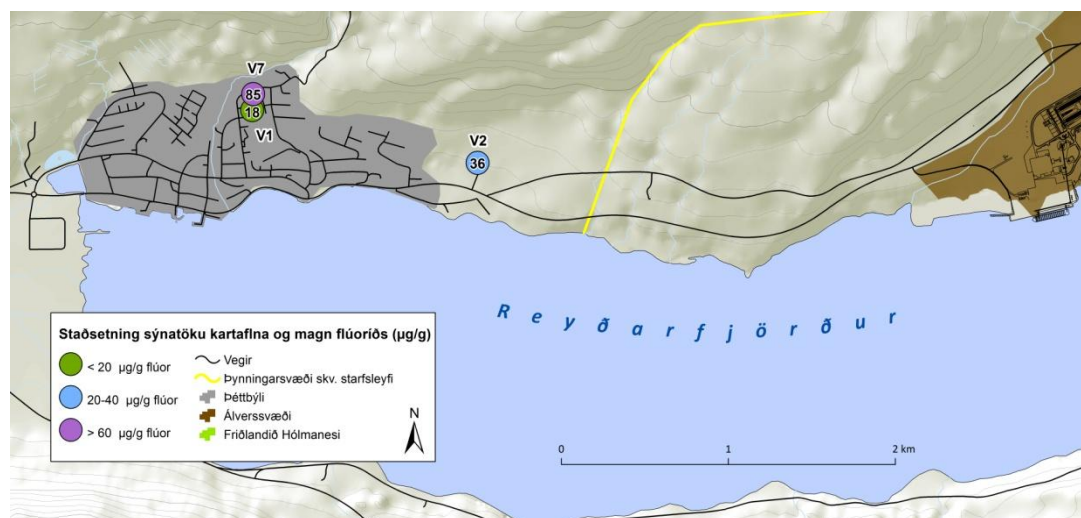 V7
85
18
V1
V2
36
Reyðarfjörður
Staðsetning sýnatöku kartaflna og magn flúoríðs (µg/g)
< 20 µg/g flúor
20-40 µg/g flúor
> 60 µg/g flúor
Vegir
Þynningarsvæði skv. starfsleyfi
Þéttbýli
Álverssvæði
Friðlandið Hólmanesi
N
0 1 2 km